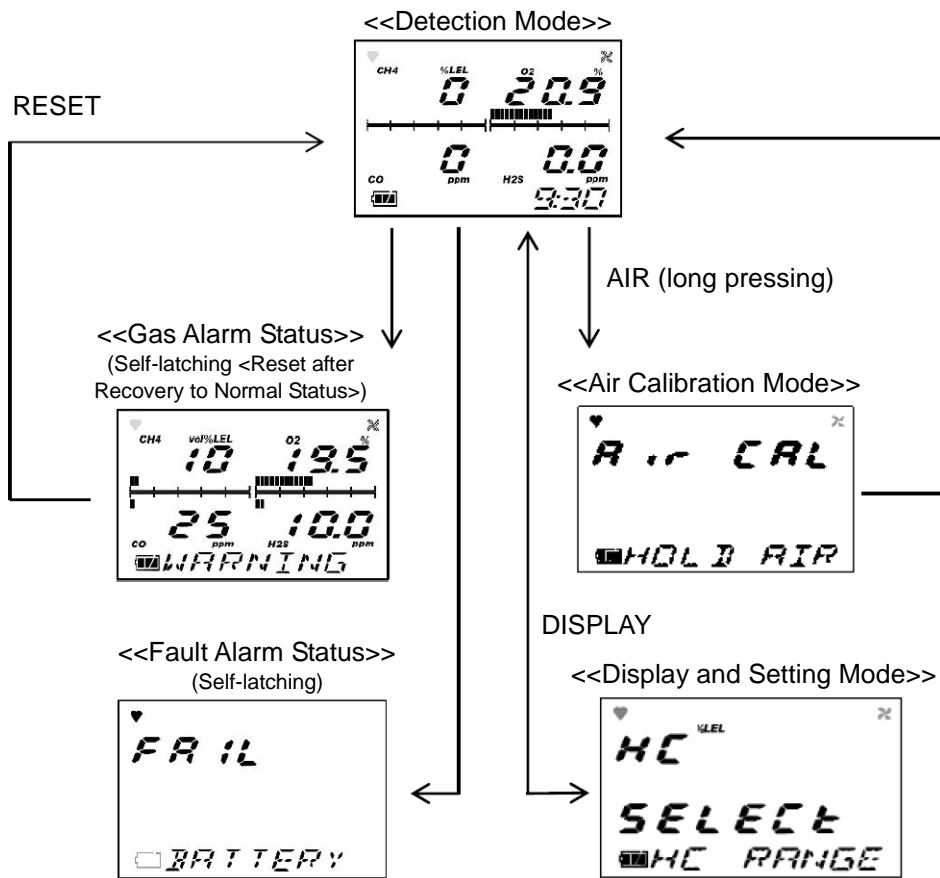 <<Detection Mode>>
CH4 %LEL O2 %
0 20.9
0 0.0
CO ppm H2S ppm
9:30
RESET
AIR (long pressing)
<<Gas Alarm Status>>
(Self-latching <Reset after
Recovery to Normal Status>)
CH4 vol%LEL O2 %
10 19.5
25 10.0
CO ppm H2S ppm
WARNING
<<Air Calibration Mode>>
Air CAL
HOLD AIR
DISPLAY
<<Fault Alarm Status>>
(Self-latching)
FAIL
BATTERY
<<Display and Setting Mode>>
HC %LEL
SELECt
HC RANGE